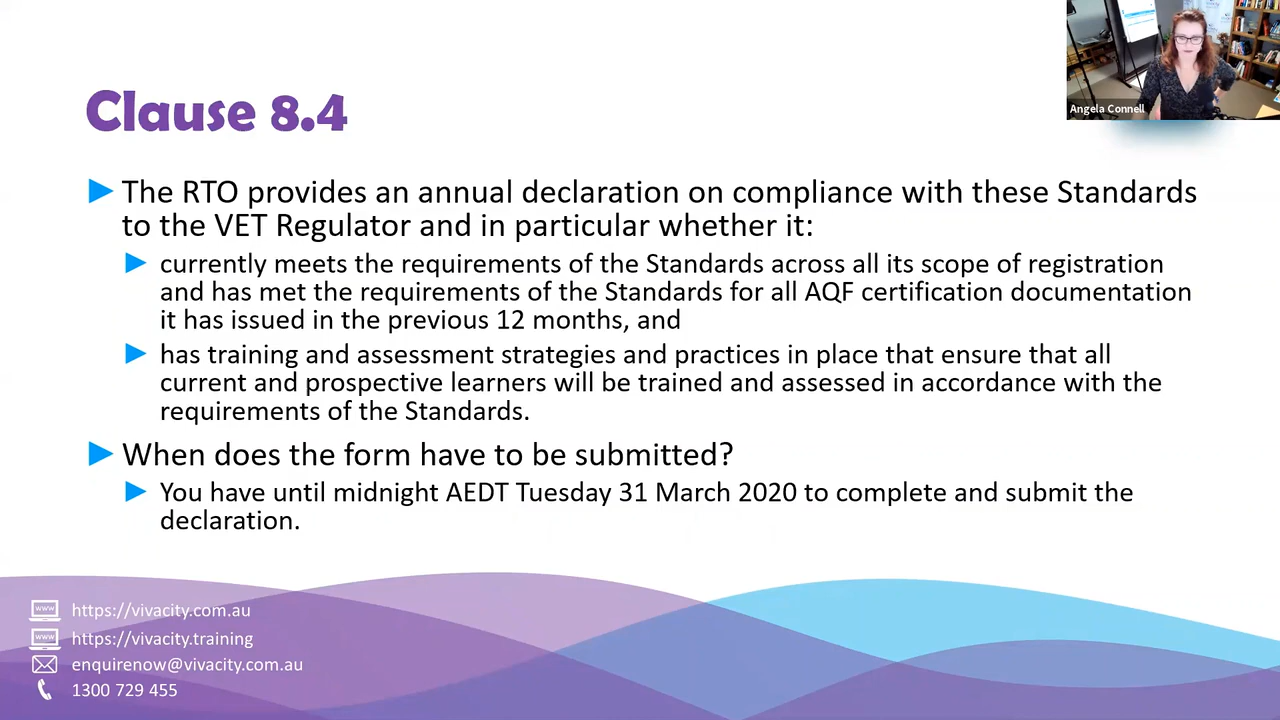 Angela Connell
Clause 8.4
The RTO provides an annual declaration on compliance with these Standards
to the VET Regulator and in particular whether it:
currently meets the requirements of the Standards across all its scope of registration
and has met the requirements of the Standards for all AQF certification documentation
it has issued in the previous 12 months, and
has training and assessment strategies and practices in place that ensure that all
current and prospective learners will be trained and assessed in accordance with the
requirements of the Standards.
When does the form have to be submitted?
You have until midnight AEDT Tuesday 31 March 2020 to complete and submit the
declaration.
www https://vivacity.com.au
www https://vivacity.training
enquirenow@vivacity.com.au
1300 729 455